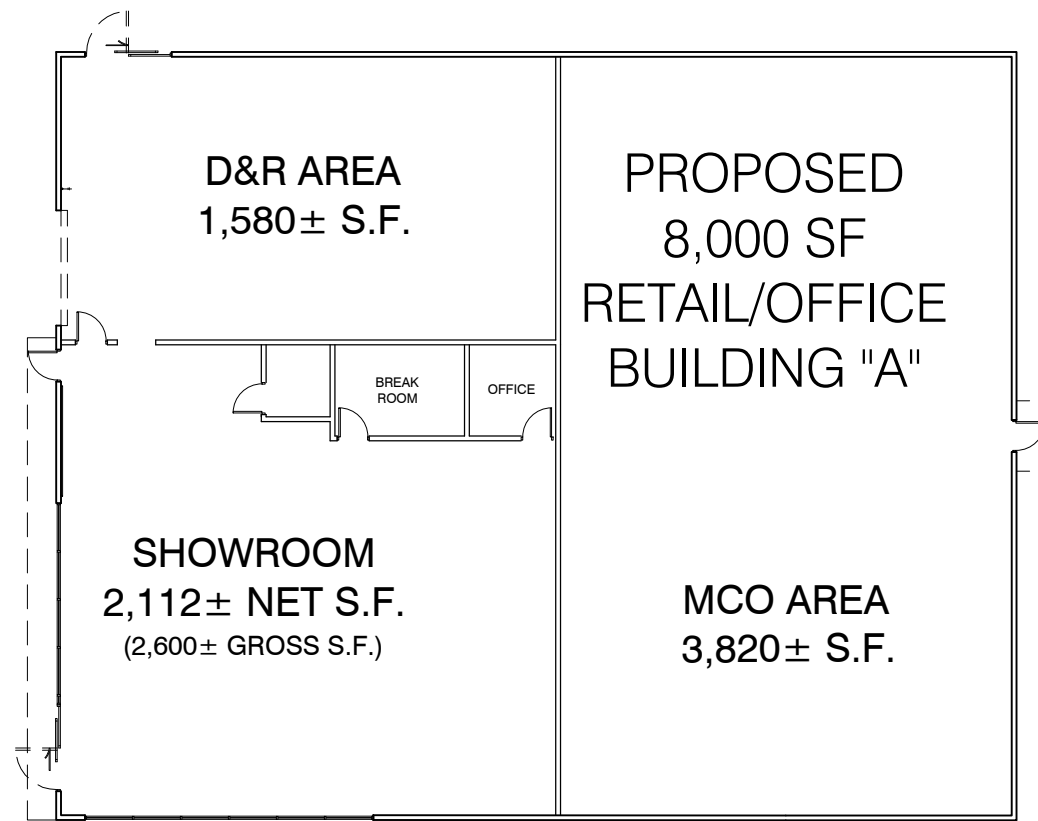 D&R AREA
1,580± S.F.
PROPOSED
8,000 SF
RETAIL/OFFICE
BUILDING "A"
BREAK
ROOM
OFFICE
SHOWROOM
2,112± NET S.F.
(2,600± GROSS S.F.)
MCO AREA
3,820± S.F.